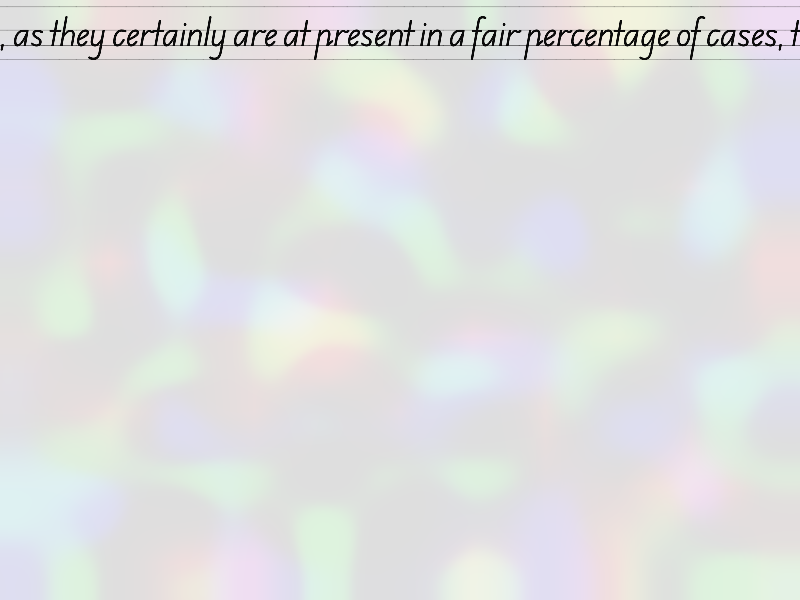 , as they certainly are at present in a fair percentage of cases, t